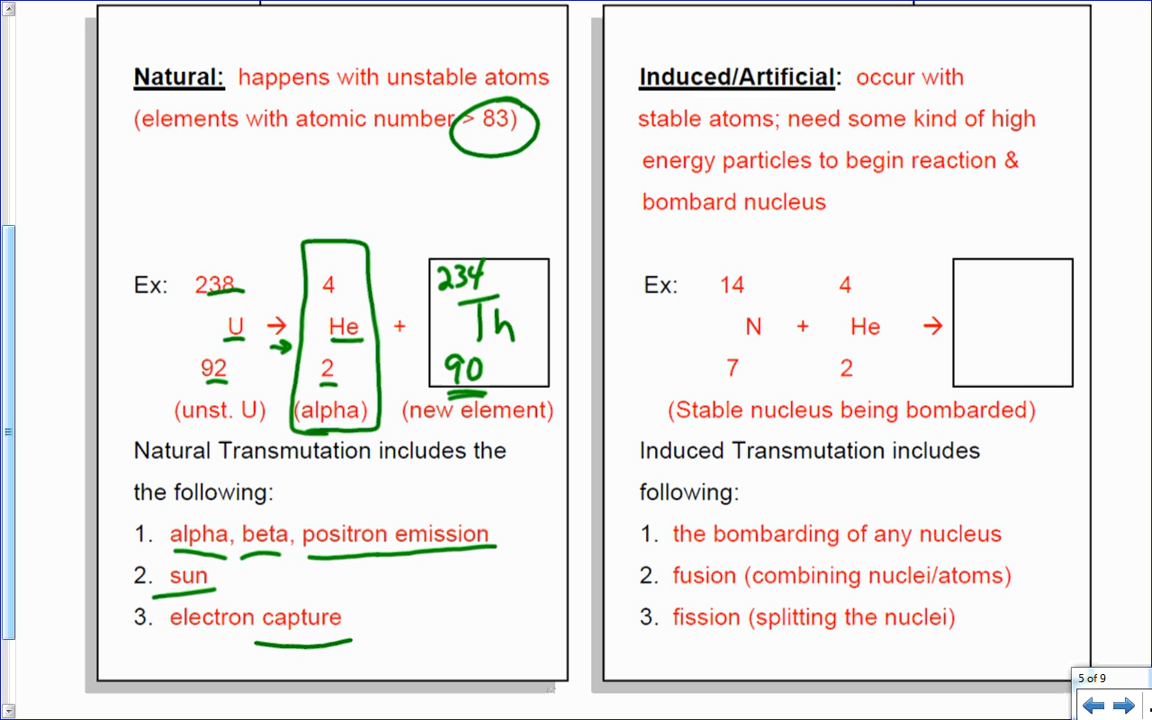 Natural: happens with unstable atoms
(elements with atomic number > 83)
Ex: 238 4 234
U → He + Th
92 2 90
(unst. U) (alpha) (new element)
Natural Transmutation includes the
the following:
1. alpha, beta, positron emission
2. sun
3. electron capture
Induced/Artificial: occur with
stable atoms; need some kind of high
energy particles to begin reaction &
bombard nucleus
Ex: 14 4
N + He →
7 2
(Stable nucleus being bombarded)
Induced Transmutation includes
following:
1. the bombarding of any nucleus
2. fusion (combining nuclei/atoms)
3. fission (splitting the nuclei)
5 of 9